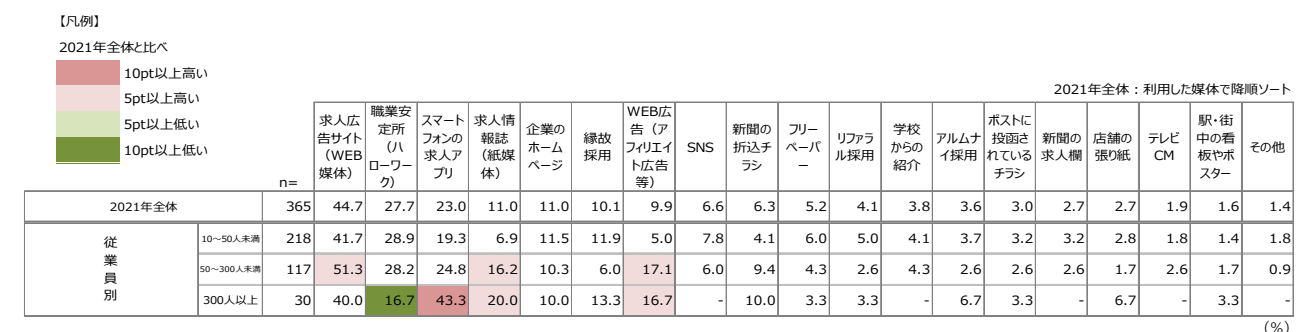 【凡例】
2021年全体と比べ
10pt以上高い
5pt以上高い
5pt以上低い
10pt以上低い
2021年全体：利用した媒体で降順ソート
n= 求人広告サイト（WEB媒体） 職業安定所（ハローワーク） スマートフォンの求人アプリ 求人情報誌（紙媒体） 企業のホームページ 縁故採用 WEB広告（アフィリエイト広告等） SNS 新聞の折込チラシ フリーペーパー リファラル採用 学校からの紹介 アルムナイ採用 ポストに投函されているチラシ 新聞の求人欄 店舗の張り紙 テレビCM 駅・街中の看板やポスター その他
2021年全体 365 44.7 27.7 23.0 11.0 11.0 10.1 9.9 6.6 6.3 5.2 4.1 3.8 3.6 3.0 2.7 2.7 1.9 1.6 1.4
従業員別
10～50人未満 218 41.7 28.9 19.3 6.9 11.5 11.9 5.0 7.8 4.1 6.0 5.0 4.1 3.7 3.2 3.2 2.8 1.8 1.4 1.8
50～300人未満 117 51.3 28.2 24.8 16.2 10.3 6.0 17.1 6.0 9.4 4.3 2.6 4.3 2.6 2.6 2.6 1.7 2.6 1.7 0.9
300人以上 30 40.0 16.7 43.3 20.0 10.0 13.3 16.7 - 10.0 3.3 3.3 - 6.7 3.3 - 6.7 - 3.3 -
(%)